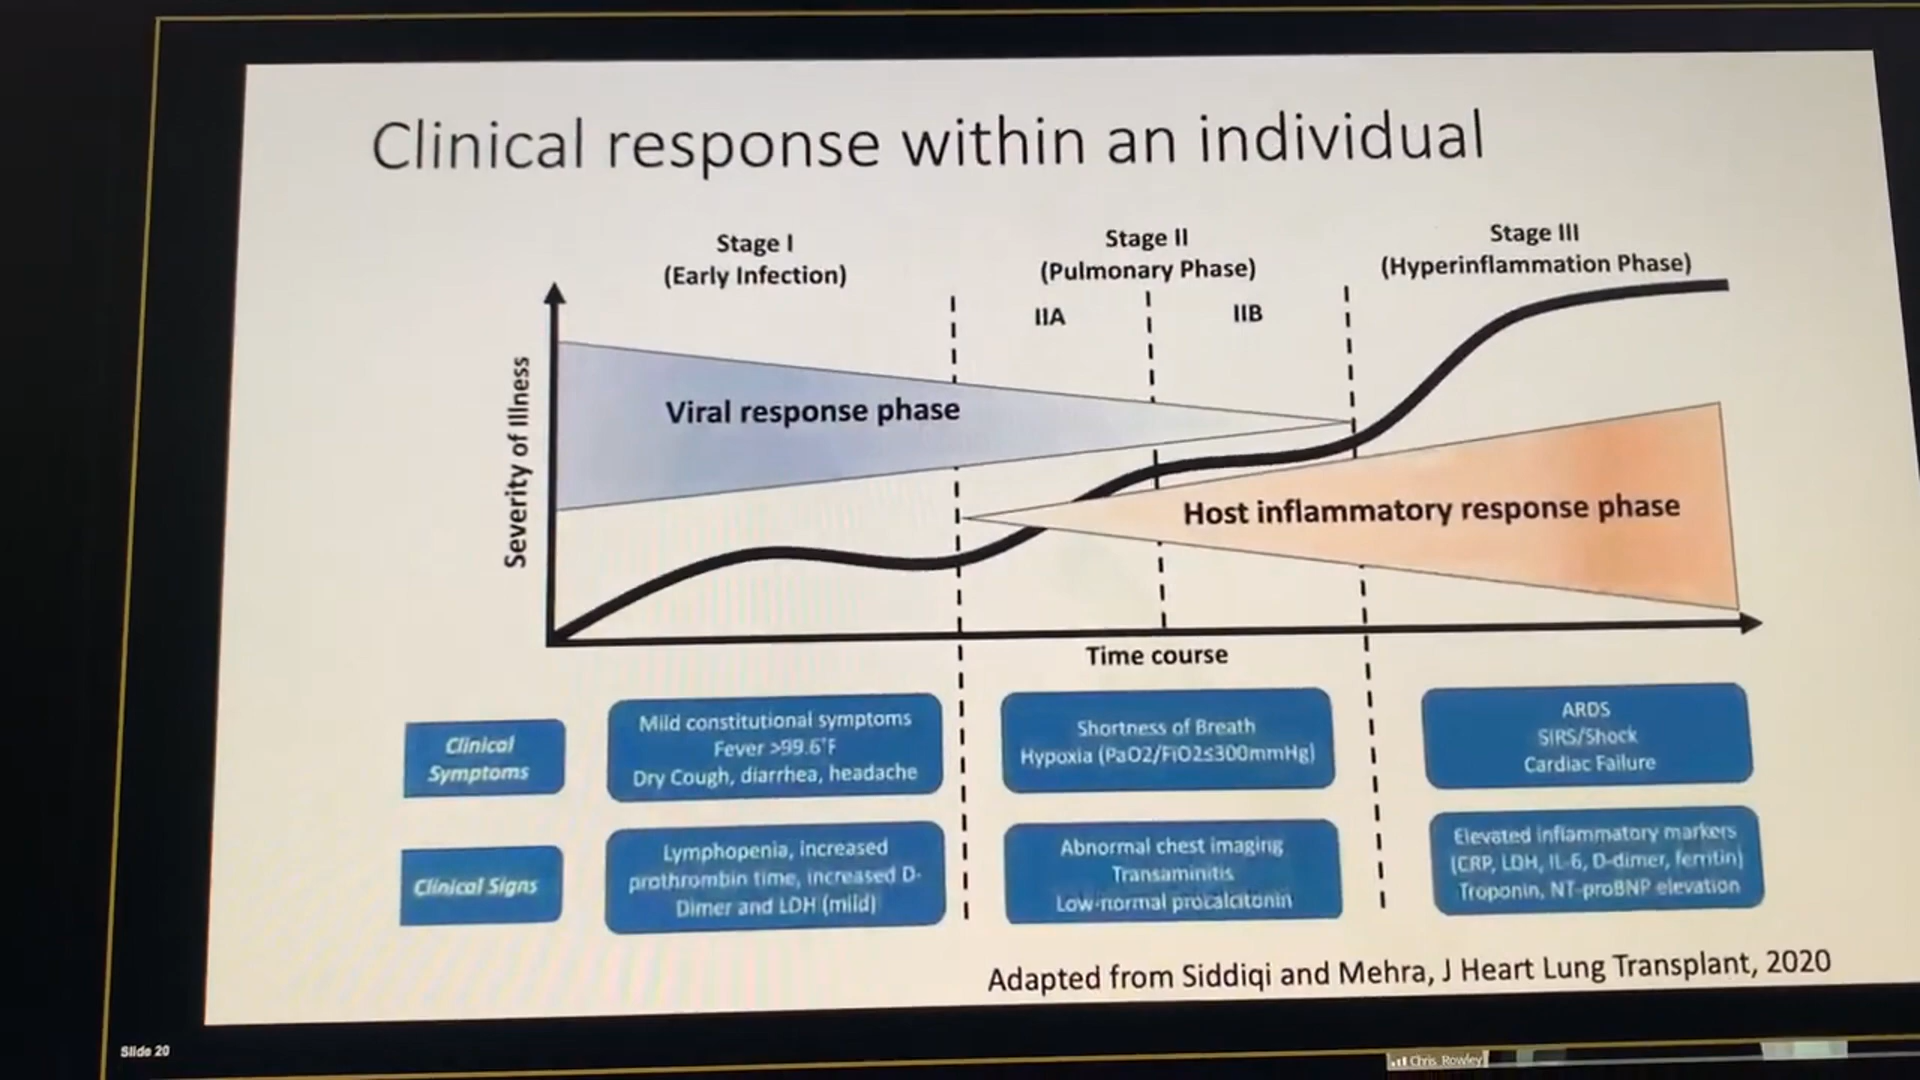 Clinical response within an individual
Stage I
(Early Infection)
Stage II
(Pulmonary Phase)
Stage III
(Hyperinflammation Phase)
IIA
IIB
Severity of Illness
Viral response phase
Host inflammatory response phase
Time course
Clinical
Symptoms
Mild constitutional symptoms
Fever >99.6°F
Dry Cough, diarrhea, headache
Shortness of Breath
Hypoxia (PaO2/FiO2≤300mmHg)
ARDS
SIRS/Shock
Cardiac Failure
Clinical Signs
Lymphopenia, increased
prothrombin time, increased D-
Dimer and LDH (mild)
Abnormal chest imaging
Transaminitis
Low-normal procalcitonin
Elevated inflammatory markers
(CRP, LDH, IL-6, D-dimer, ferritin)
Troponin, NT-proBNP elevation
Adapted from Siddiqi and Mehra, J Heart Lung Transplant, 2020
Slide 20
Chris Rowley